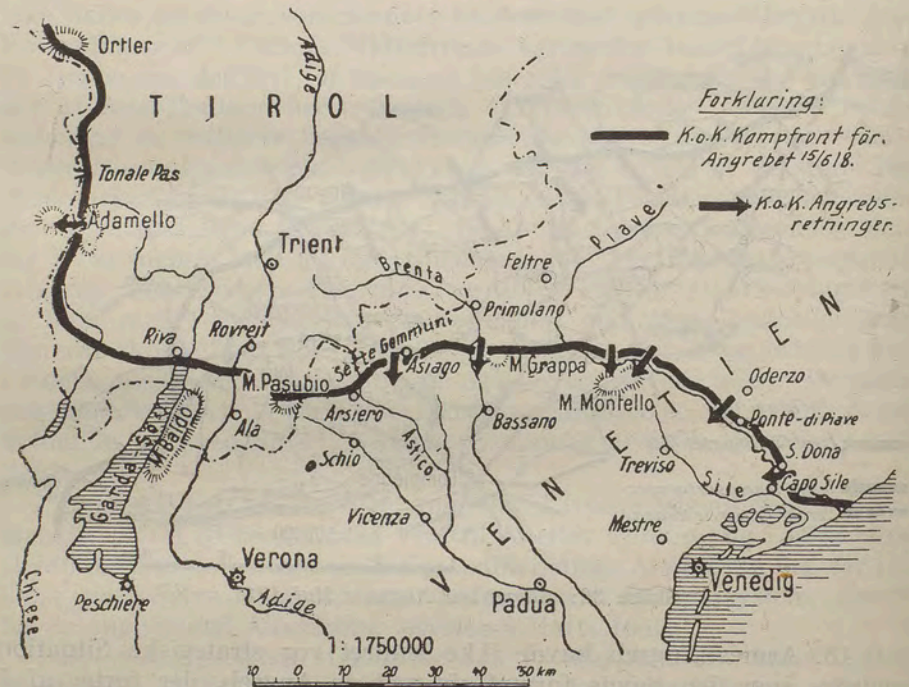 Ortler
TIROL
Adige
Forklaring:
K.o.K. Kampfront för.
Angrebet 15/6 18.
K.o.K. Angrebs-
retninger.
Tonale Pas
Adamello
Trient
Piave
Brenta
Feltre
Primolano
Riva
Rovreit
Sette Gemmuni
Asiago
M. Grappa
M. Pasubio
Arsiero
M. Montello
Oderzo
Ponte-di Piave
Garda-Söen
M. Baldo
Ala
Schio
Astico
Bassano
Treviso
S. Dona
Sile
Capo Sile
VENETIEN
Vicenza
Mestre
Chiese
Peschiere
Verona
Adige
Padua
Venedig
1:1750000
10 0 10 20 30 40 50 km